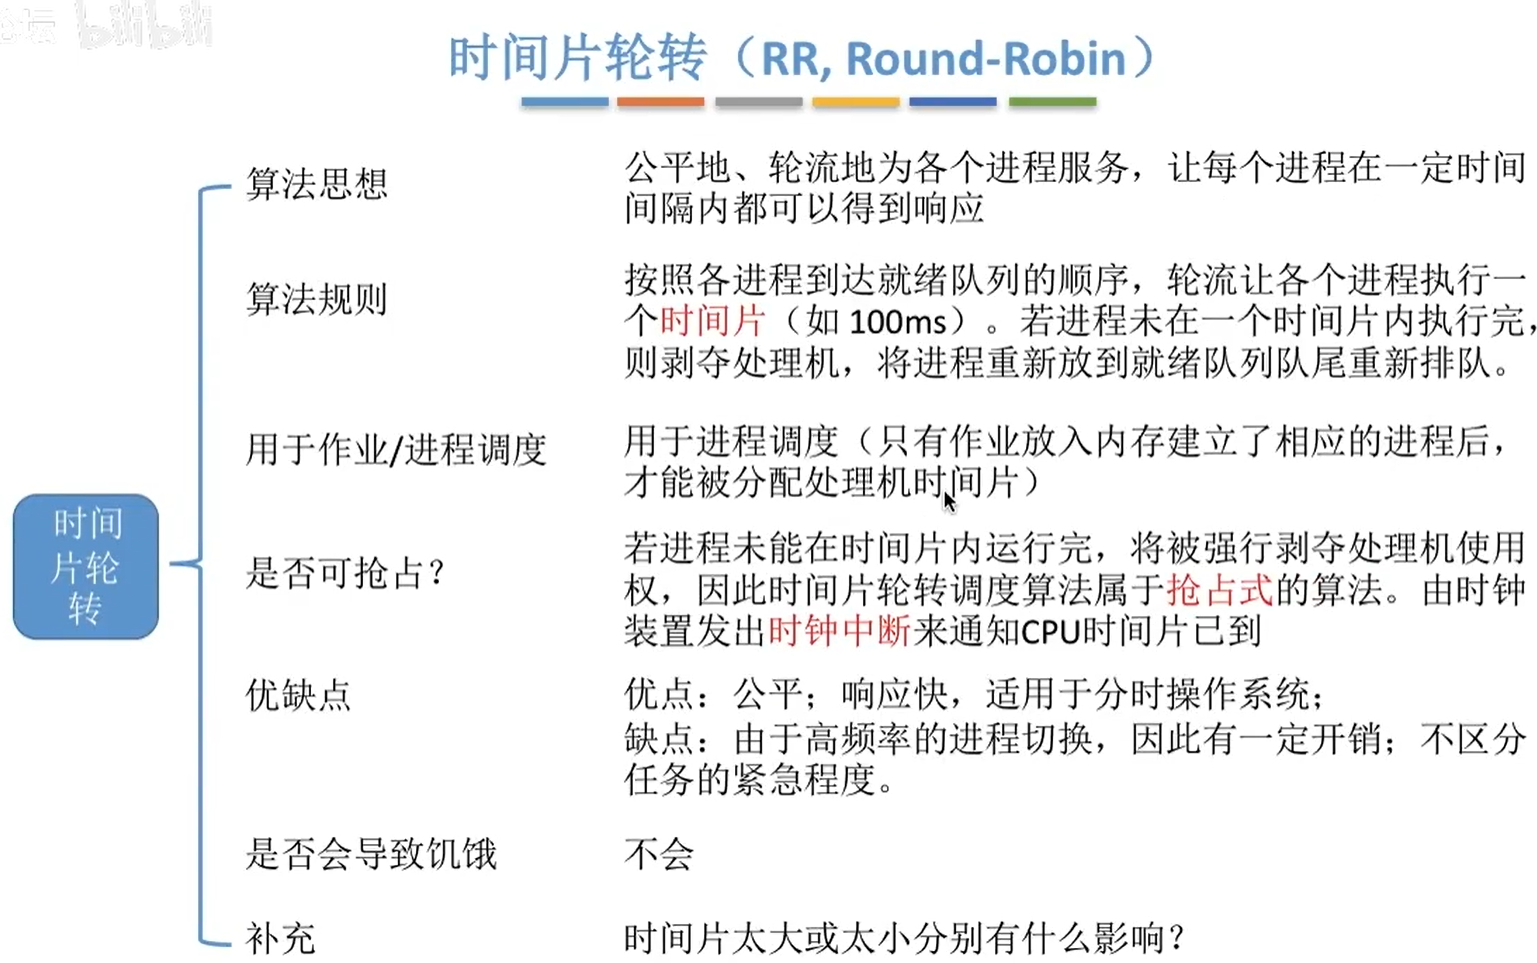 坛 bilibili
时间片轮转（RR, Round-Robin）
算法思想
公平地、轮流地为各个进程服务，让每个进程在一定时间
间隔内都可以得到响应
算法规则
按照各进程到达就绪队列的顺序，轮流让各个进程执行一
个时间片（如 100ms）。若进程未在一个时间片内执行完，
则剥夺处理机，将进程重新放到就绪队列队尾重新排队。
用于作业/进程调度
用于进程调度（只有作业放入内存建立了相应的进程后，
才能被分配处理机时间片）
时间
片轮
转
是否可抢占？
若进程未能在时间片内运行完，将被强行剥夺处理机使用
权，因此时间片轮转调度算法属于抢占式的算法。由时钟
装置发出时钟中断来通知CPU时间片已到
优缺点
优点：公平；响应快，适用于分时操作系统；
缺点：由于高频率的进程切换，因此有一定开销；不区分
任务的紧急程度。
是否会导致饥饿
不会
补充
时间片太大或太小分别有什么影响？